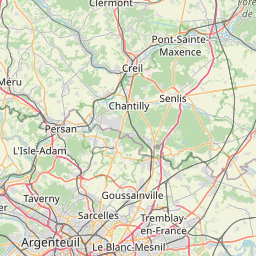 Clermont
Pont-Sainte-
Maxence
Creil
Méru
Chantilly
Senlis
Persan
L'Isle-Adam
Taverny
Goussainville
Sarcelles
Tremblay-
en-France
Argenteuil
Le Blanc-Mesnil